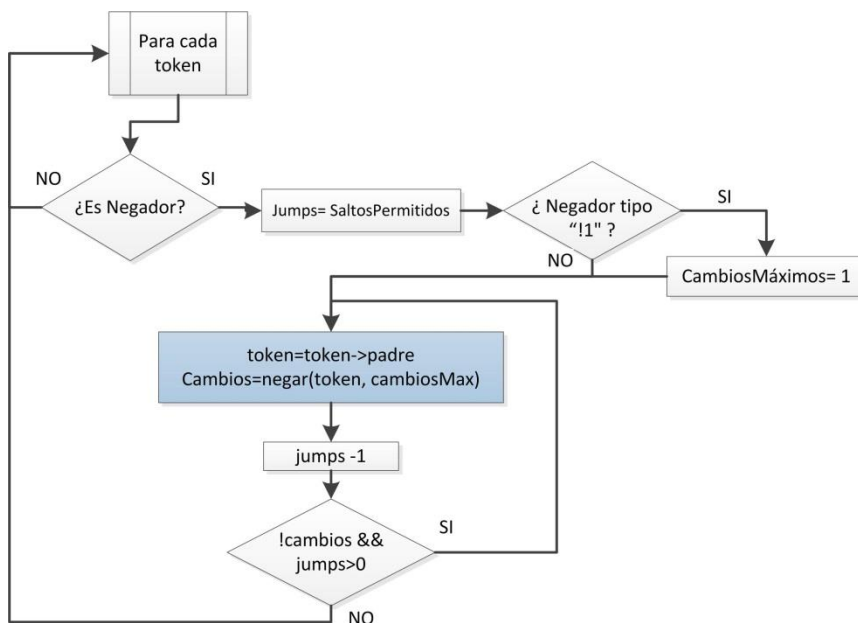 Para cada
token
NO
SI
¿Es Negador?
Jumps= SaltosPermitidos
¿ Negador tipo
“!1" ?
SI
NO
CambiosMáximos= 1
token=token->padre
Cambios=negar(token, cambiosMax)
jumps -1
!cambios &&
jumps>0
SI
NO